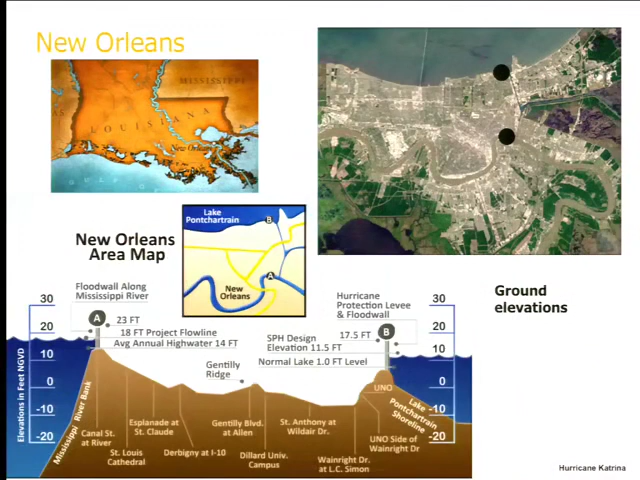 New Orleans
MISSISSIPPI
LOUISIANA
New Orleans
New Orleans
Area Map
Lake
Pontchartrain
B
A
New
Orleans
Ground
elevations
Floodwall Along
Mississippi River
A
23 FT
18 FT Project Flowline
Avg Annual Highwater 14 FT
Gentilly
Ridge
Hurricane
Protection Levee
& Floodwall
17.5 FT
B
SPH Design
Elevation 11.5 FT
Normal Lake 1.0 FT Level
Elevations in Feet NGVD
30
20
10
0
-10
-20
30
20
10
0
-10
-20
Mississippi River Bank
Canal St.
at River
St. Louis
Cathedral
Esplanade at
St. Claude
Derbigny at I-10
Gentilly Blvd.
at Allen
Dillard Univ.
Campus
St. Anthony at
Wildair Dr.
Wainright Dr.
at L.C. Simon
UNO
UNO Side of
Wainright Dr
Lake
Pontchartrain
Shoreline
Hurricane Katrina